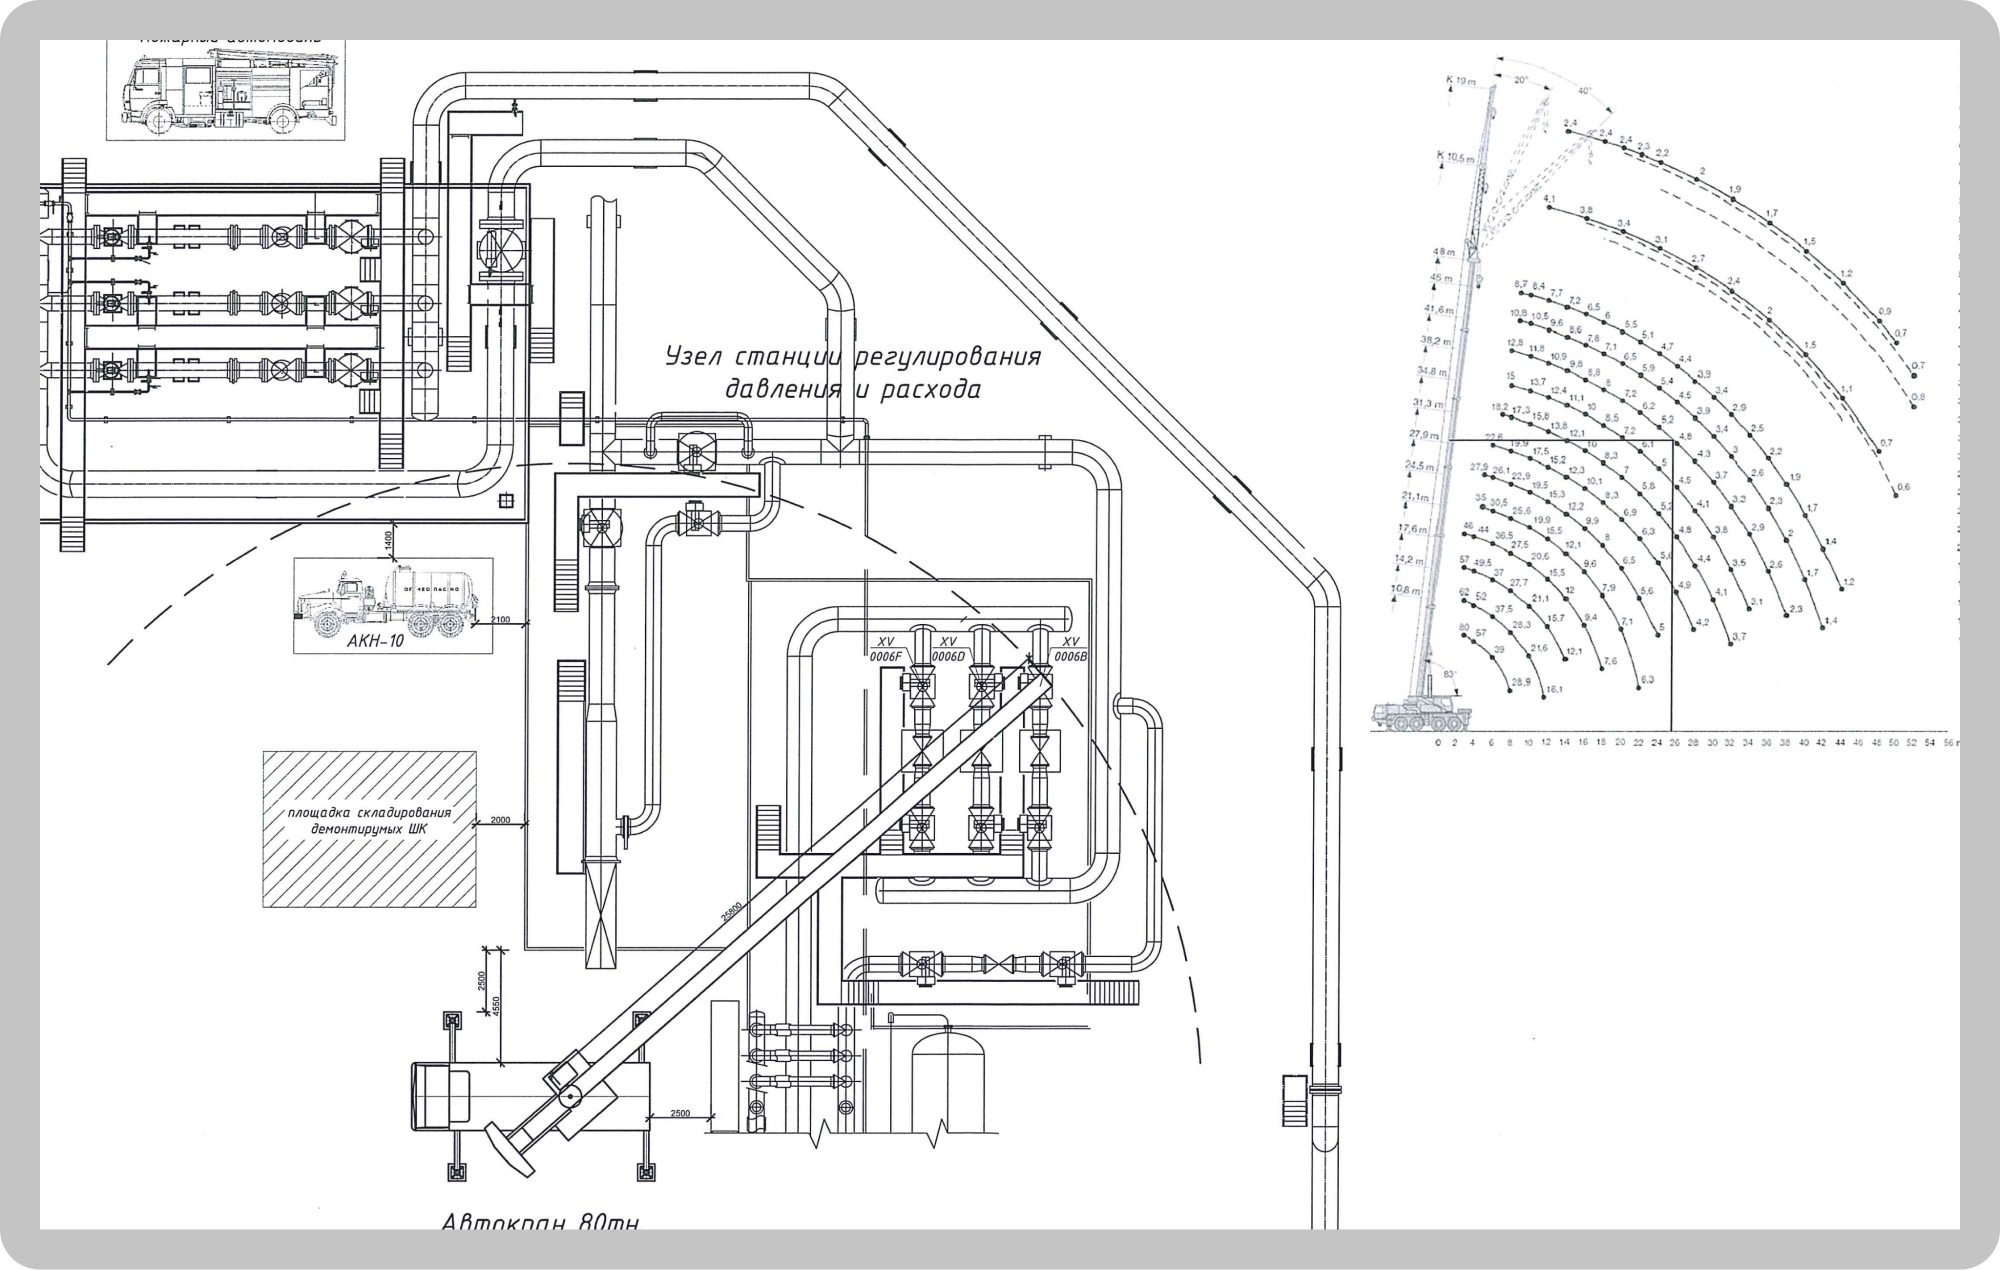 Пожарный автомобиль
Узел станции регулирования
давления и расхода
1400
ОГНЕОПАСНО
АКН-10
2100
XV
0006F
XV
0006D
XV
0006B
площадка складирования
демонтирумых ШК
2000
25800
2500
4550
2500
Автокран 80тн
K 19 m
20°
40°
K 10,5 m
2,4 2,4 2,4 2,3 2,2 2 1,9 1,7 1,5 1,2 0,9 0,7
0,7
0,8
4,1 3,8 3,4 3,1 2,7 2,4 2 1,5 1,1 0,7
0,6
48 m
45 m
41,6 m
38,2 m
34,8 m
31,3 m
27,9 m
24,5 m
21,1 m
17,6 m
14,2 m
10,8 m
8,7 8,4 7,7 7,2 6,5 6 5,5 5,1 4,7 4,4 3,9 3,4 2,9 2,5 2,2 1,9 1,7 1,4 1,2
10,8 10,5 9,6 8,6 7,8 7,1 6,5 5,9 5,4 4,5 3,9 3,4 3 2,6 2,3 2 1,7 1,4
12,8 11,8 10,9 9,8 8,8 8 7,2 6,2 5,2 4,8 4,3 3,7 3,3 2,9 2,6 2,3
15 13,7 12,4 11,1 10 8,5 7,2 6,1 5 4,5 4,1 3,8 3,5 3,1
18,2 17,3 15,8 13,8 12,1 10 8,3 7 5,8 5,2 4,8 4,4 4,1 3,7
22,6 19,9 17,5 15,2 12,3 10,1 8,3 6,9 6,3 5,6 4,9 4,2
27,9 26,1 22,9 19,5 15,3 12,2 9,9 8 6,5 5,6 5
35 30,5 25,6 19,9 15,5 12,1 9,6 7,9 7,1 6,3
46 44 36,5 27,5 20,6 15,5 12 9,4 7,6
57 49,5 37 27,7 21,1 15,7 12,1
62 52 37,5 28,3 21,6 16,1
80 57 39 28,9
83°
0 2 4 6 8 10 12 14 16 18 20 22 24 26 28 30 32 34 36 38 40 42 44 46 48 50 52 54 56 m